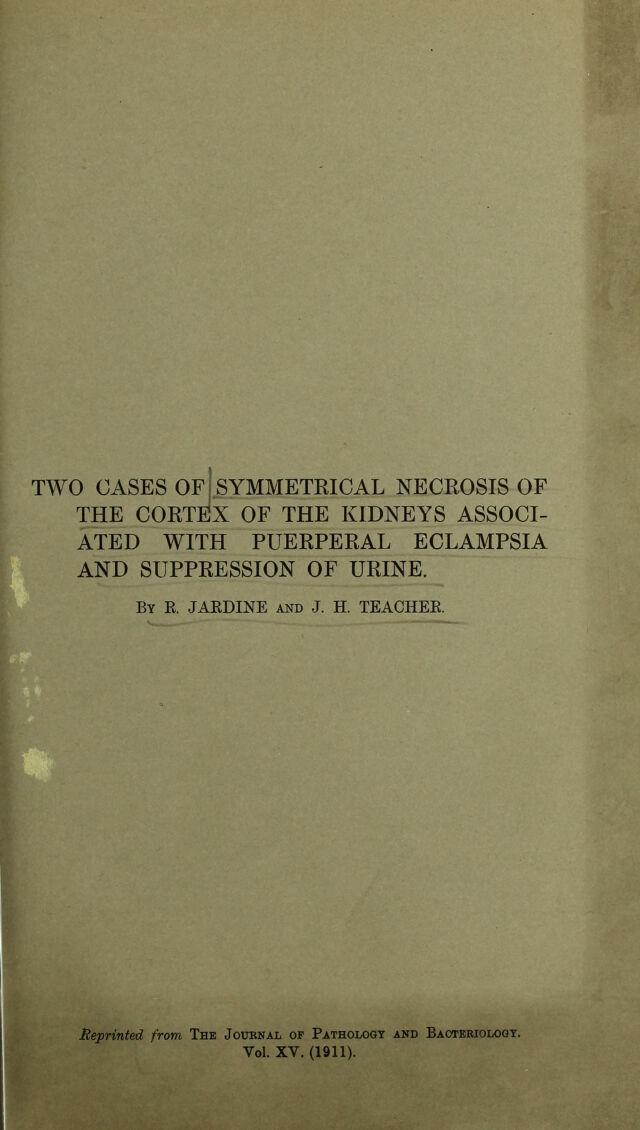 TWO CASES OF SYMMETRICAL NECROSIS OF
THE CORTEX OF THE KIDNEYS ASSOCI-
ATED WITH PUERPERAL ECLAMPSIA
AND SUPPRESSION OF URINE.
BY R. JARDINE AND J. H. TEACHER.
Reprinted from THE JOURNAL OF PATHOLOGY AND BACTERIOLOGY.
Vol. XV. (1911).